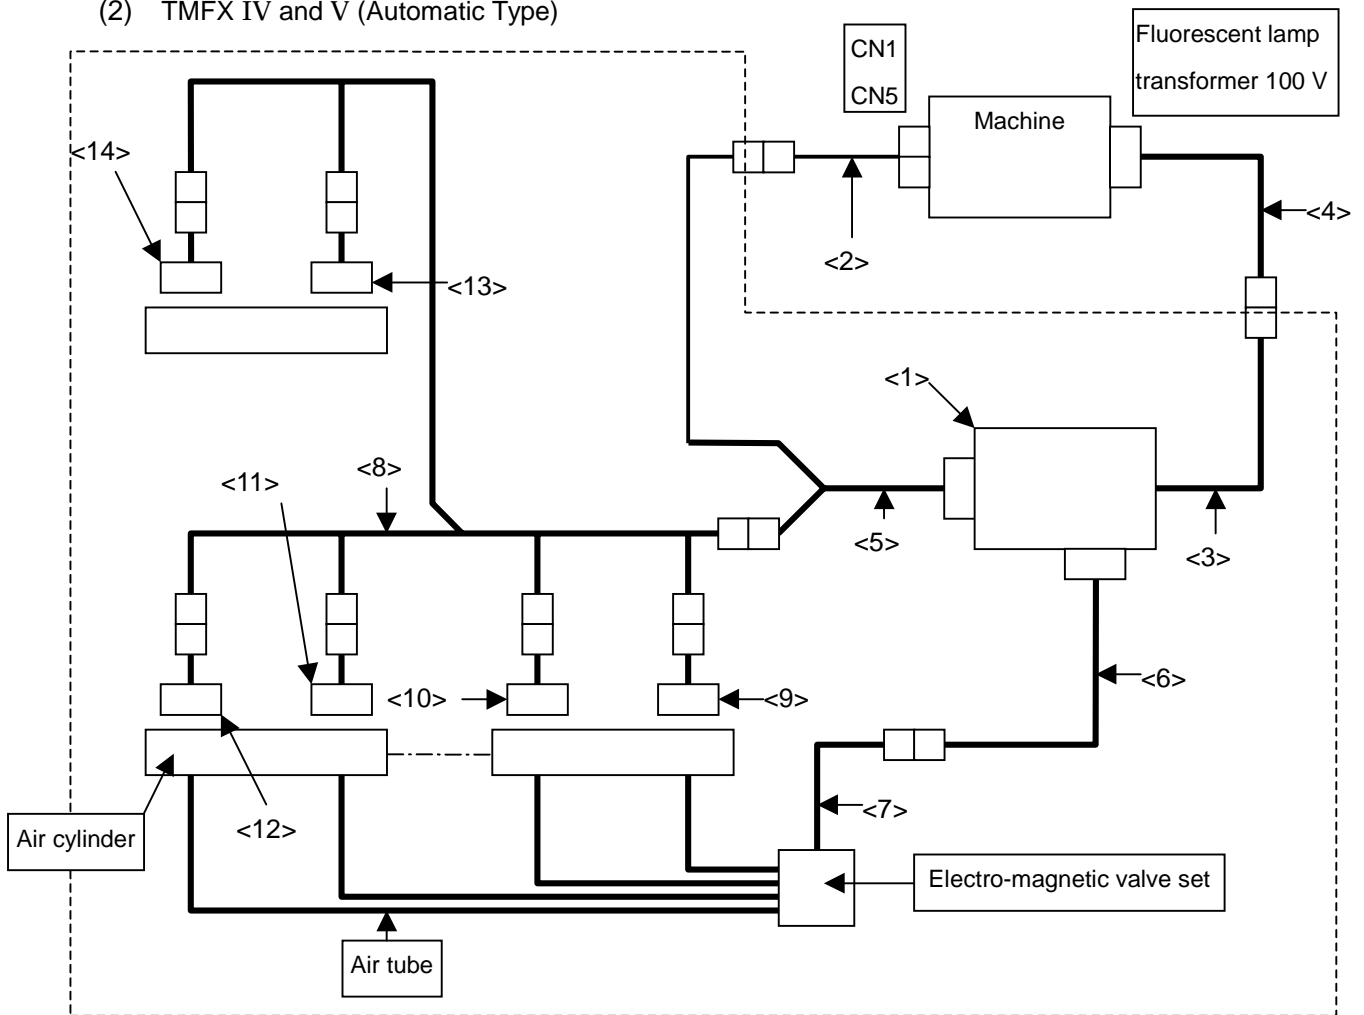 (2) TMFX IV and V (Automatic Type)
CN1
CN5
Fluorescent lamp
transformer 100 V
Machine
<14>
<4>
<2>
<13>
<1>
<8>
<11>
<5>
<3>
<10>
<9>
<6>
<7>
<12>
Air cylinder
Electro-magnetic valve set
Air tube